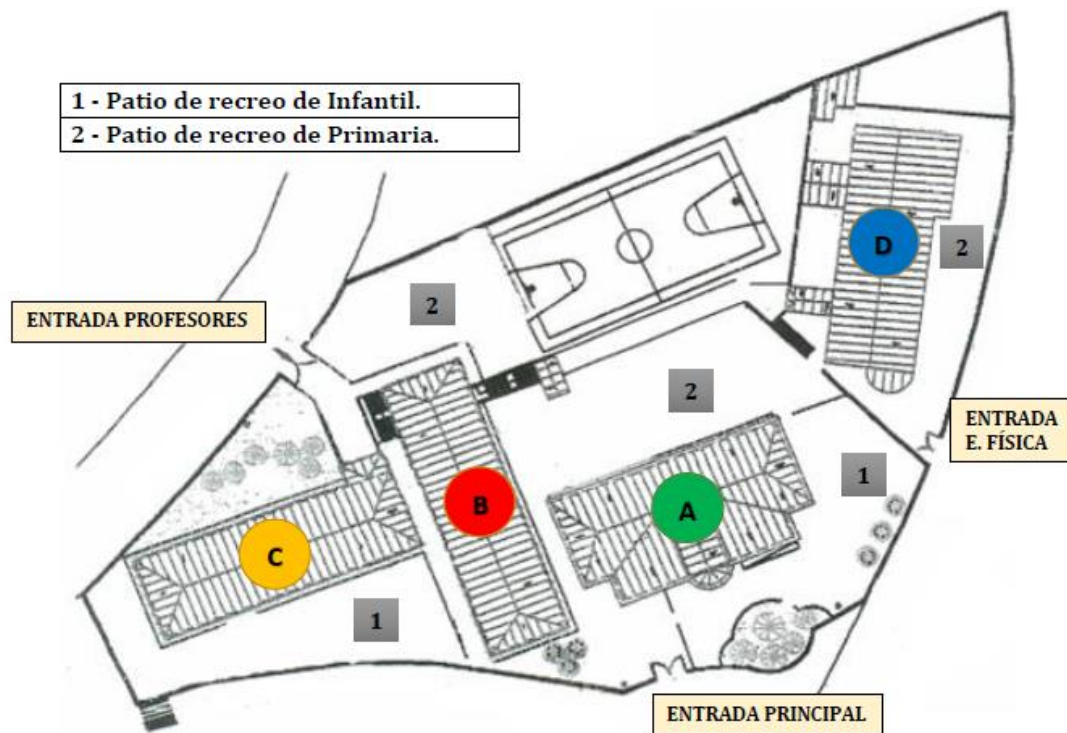 1 - Patio de recreo de Infantil.
2 - Patio de recreo de Primaria.
D
2
2
ENTRADA PROFESORES
2
ENTRADA
E. FÍSICA
1
B
A
C
1
ENTRADA PRINCIPAL